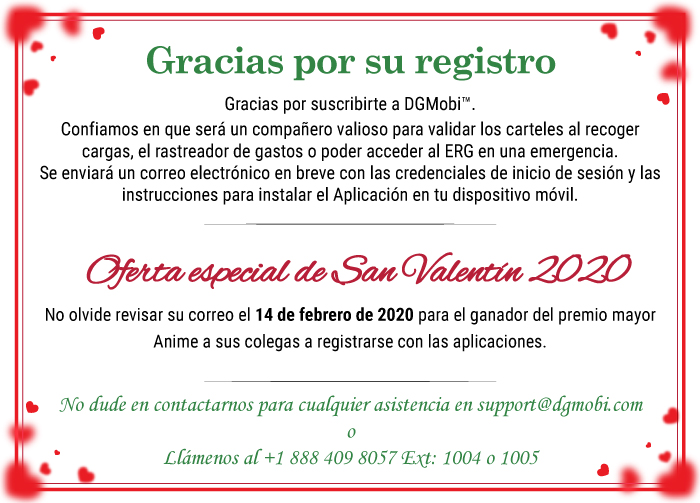 Gracias por su registro
Gracias por suscribirte a DGMobi™.
Confiamos en que será un compañero valioso para validar los carteles al recoger
cargas, el rastreador de gastos o poder acceder al ERG en una emergencia.
Se enviará un correo electrónico en breve con las credenciales de inicio de sesión y las
instrucciones para instalar el Aplicación en tu dispositivo móvil.
Oferta especial de San Valentín 2020
No olvide revisar su correo el 14 de febrero de 2020 para el ganador del premio mayor
Anime a sus colegas a registrarse con las aplicaciones.
No dude en contactarnos para cualquier asistencia en support@dgmobi.com
o
Llámenos al +1 888 409 8057 Ext: 1004 o 1005